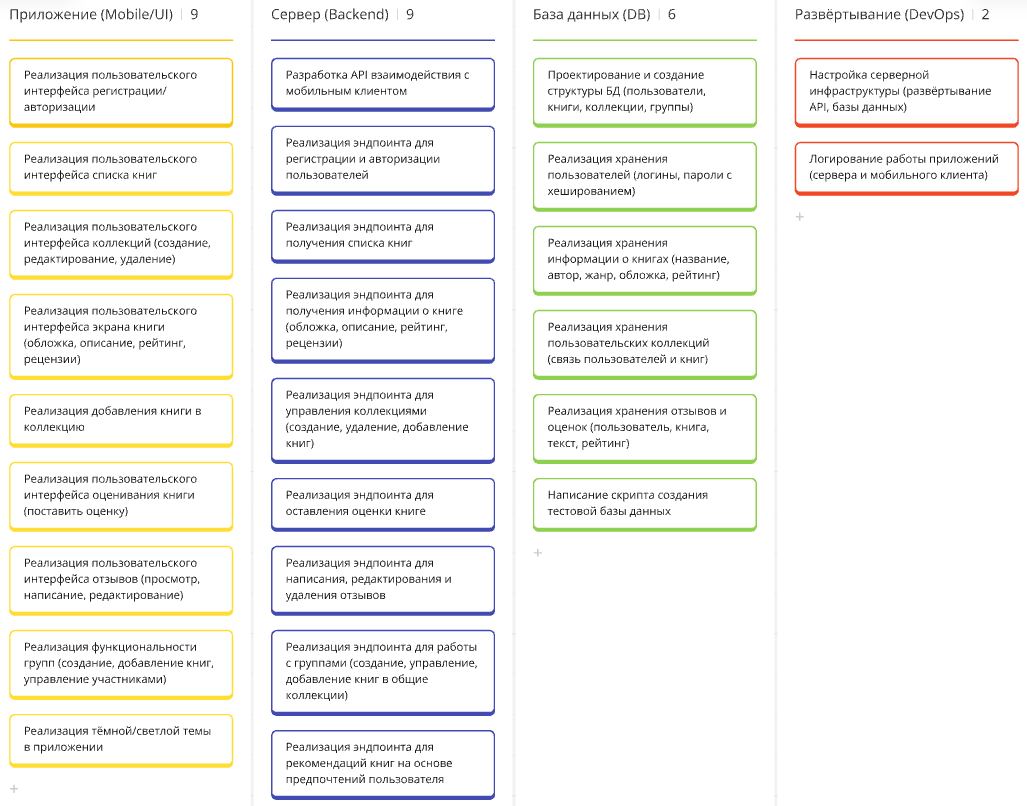 Приложение (Mobile/UI) | 9
Реализация пользовательского
интерфейса регистрации/
авторизации
Реализация пользовательского
интерфейса списка книг
Реализация пользовательского
интерфейса коллекций (создание,
редактирование, удаление)
Реализация пользовательского
интерфейса экрана книги
(обложка, описание, рейтинг,
рецензии)
Реализация добавления книги в
коллекцию
Реализация пользовательского
интерфейса оценивания книги
(поставить оценку)
Реализация пользовательского
интерфейса отзывов (просмотр,
написание, редактирование)
Реализация функциональности
групп (создание, добавление книг,
управление участниками)
Реализация тёмной/светлой темы
в приложении
+
Сервер (Backend) | 9
Разработка API взаимодействия с
мобильным клиентом
Реализация эндпоинта для
регистрации и авторизации
пользователей
Реализация эндпоинта для
получения списка книг
Реализация эндпоинта для
получения информации о книге
(обложка, описание, рейтинг,
рецензии)
Реализация эндпоинта для
управления коллекциями
(создание, удаление, добавление
книг)
Реализация эндпоинта для
оставления оценки книге
Реализация эндпоинта для
написания, редактирования и
удаления отзывов
Реализация эндпоинта для работы
с группами (создание, управление,
добавление книг в общие
коллекции)
Реализация эндпоинта для
рекомендаций книг на основе
предпочтений пользователя
База данных (DB) | 6
Проектирование и создание
структуры БД (пользователи,
книги, коллекции, группы)
Реализация хранения
пользователей (логины, пароли с
хешированием)
Реализация хранения
информации о книгах (название,
автор, жанр, обложка, рейтинг)
Реализация хранения
пользовательских коллекций
(связь пользователей и книг)
Реализация хранения отзывов и
оценок (пользователь, книга,
текст, рейтинг)
Написание скрипта создания
тестовой базы данных
+
Развёртывание (DevOps) | 2
Настройка серверной
инфраструктуры (развёртывание
API, базы данных)
Логирование работы приложений
(сервера и мобильного клиента)
+